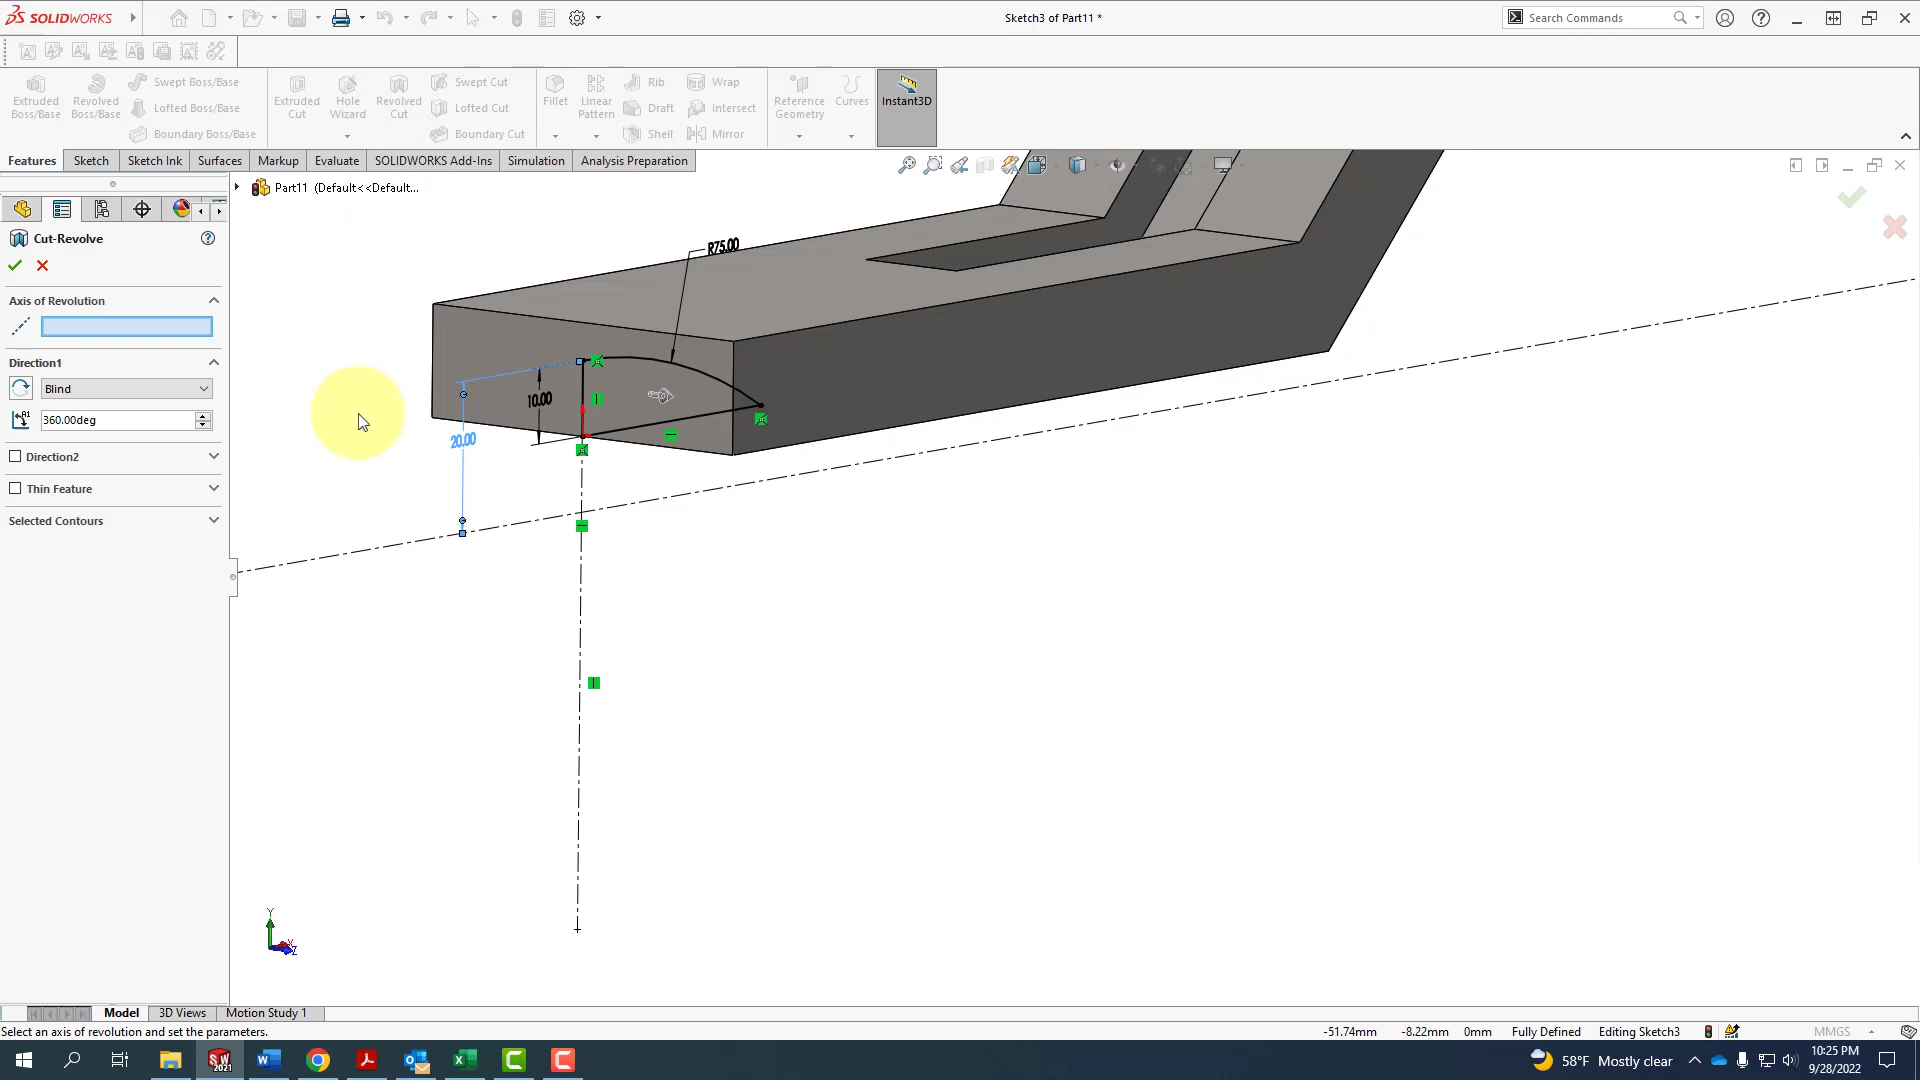 SOLIDWORKS
Sketch3 of Part11 *
Search Commands
Extruded Boss/Base
Revolved Boss/Base
Swept Boss/Base
Lofted Boss/Base
Boundary Boss/Base
Extruded Cut
Hole Wizard
Revolved Cut
Swept Cut
Lofted Cut
Boundary Cut
Fillet
Linear Pattern
Rib
Draft
Shell
Wrap
Intersect
Mirror
Reference Geometry
Curves
Instant3D
Features
Sketch
Sketch Ink
Surfaces
Markup
Evaluate
SOLIDWORKS Add-Ins
Simulation
Analysis Preparation
Part11 (Default<<Default...
Cut-Revolve
Axis of Revolution
Direction1
Blind
360.00deg
Direction2
Thin Feature
Selected Contours
R75.00
10.00
20.00
Y
Z
Model
3D Views
Motion Study 1
Select an axis of revolution and set the parameters.
-51.74mm
-8.22mm
0mm
Fully Defined
Editing Sketch3
MMGS
58°F Mostly clear
10:25 PM
9/28/2022